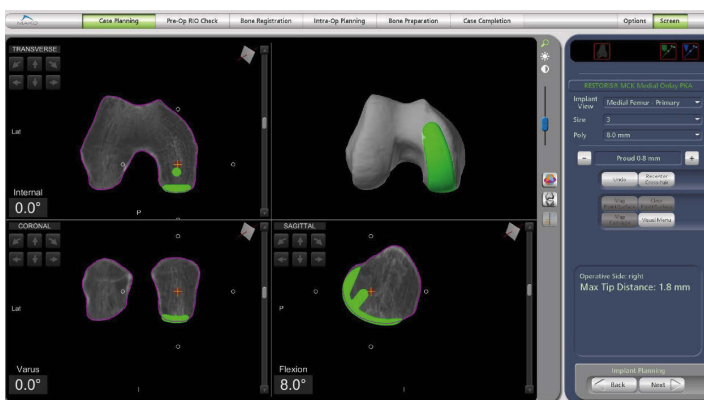 MAKO
Case Planning
Pre-Op RIO Check
Bone Registration
Intra-Op Planning
Bone Preparation
Case Completion
Options
Screen
TRANSVERSE
Lat
Internal
0.0°
P
CORONAL
Lat
Varus
0.0°
I
SAGITTAL
P
Flexion
8.0°
I
RESTORIS® MCK Medial Onlay PKA
Implant View
Medial Femur - Primary
Size
3
Poly
8.0 mm
-
Proud 0.8 mm
+
Undo
Recenter Crosshair
Visual Menu
Operative Side: right
Max Tip Distance: 1.8 mm
Implant Planning
Back
Next